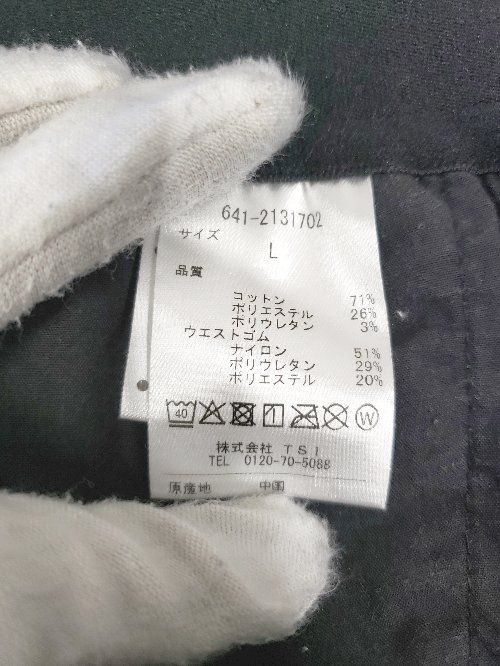 641-2131702
サイズ
L
品質
コットン 71%
ポリエステル 26%
ポリウレタン 3%
ウエストゴム
ナイロン 51%
ポリウレタン 29%
ポリエステル 20%
40 W
株式会社 TSI
TEL 0120-70-5088
原産地 中国